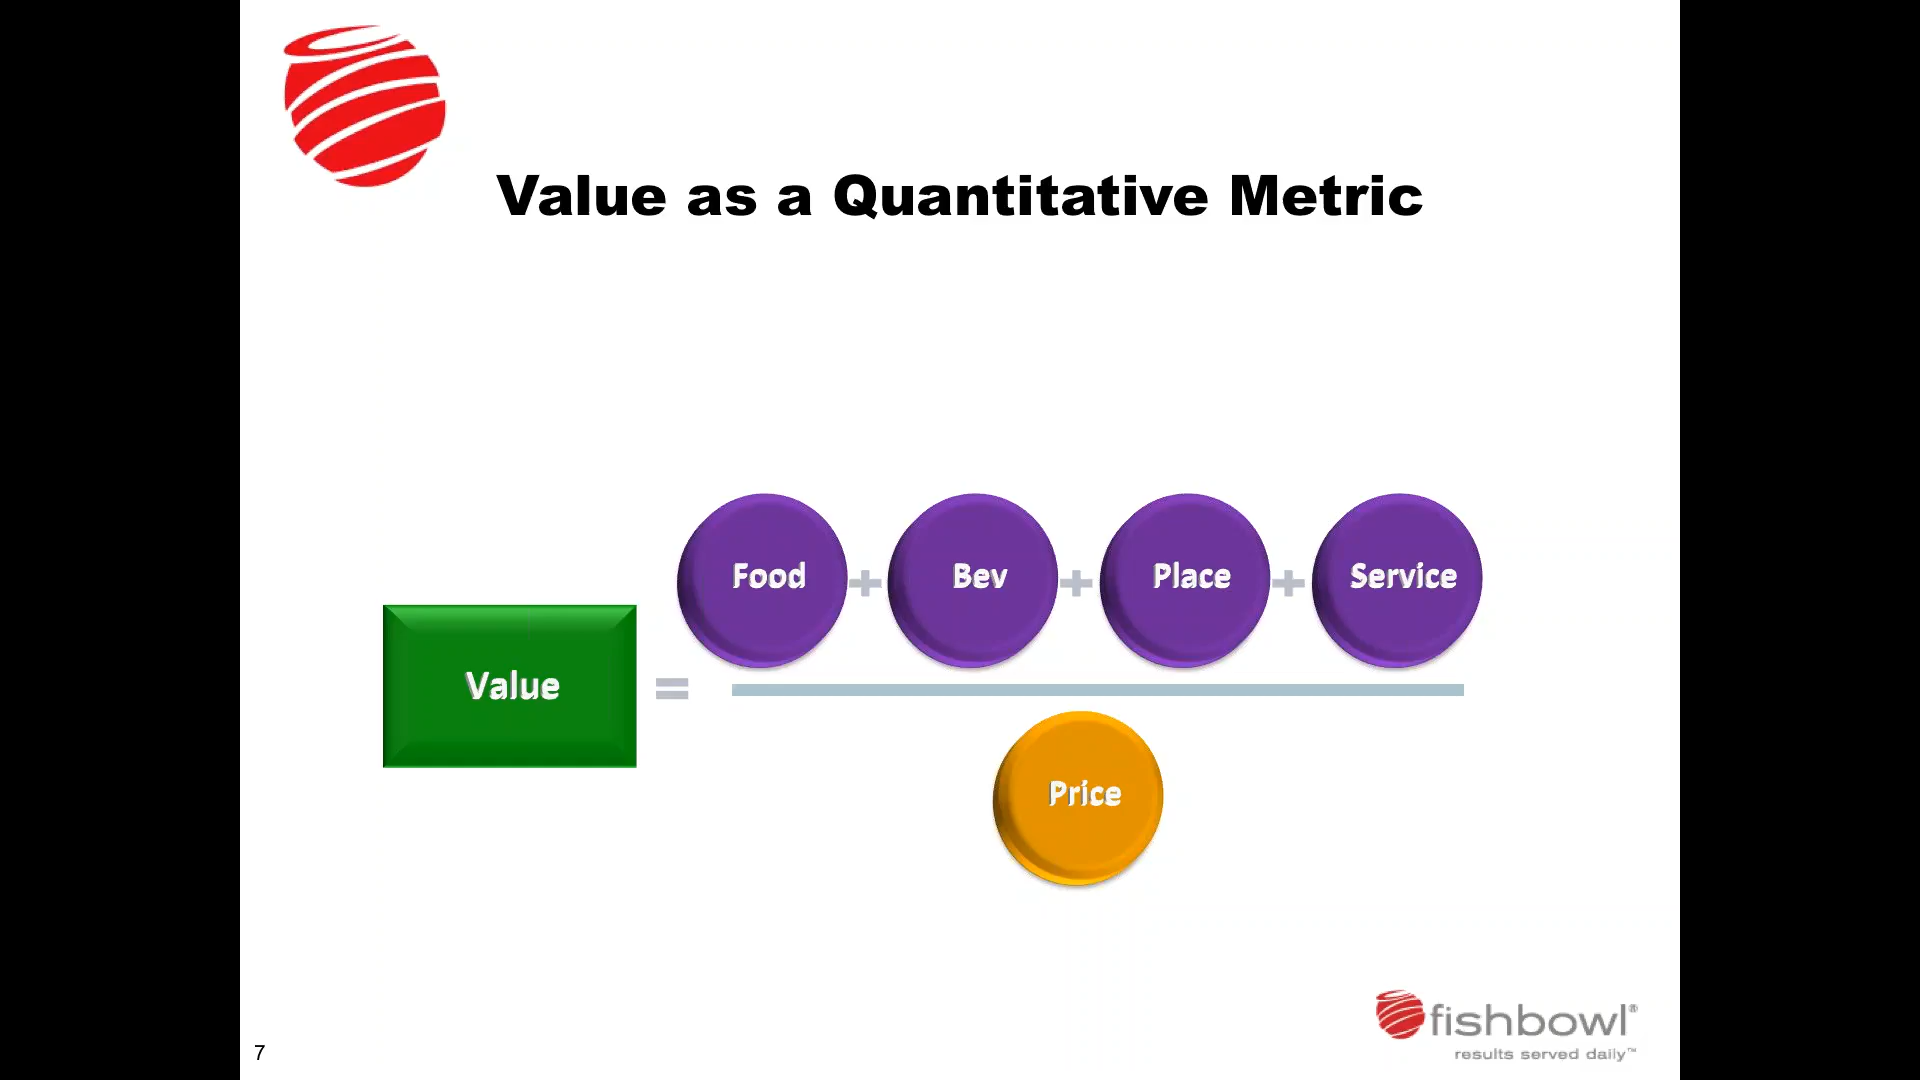 Value as a Quantitative Metric
Food + Bev + Place + Service
Value =
Price
fishbowl®
results served daily™
7